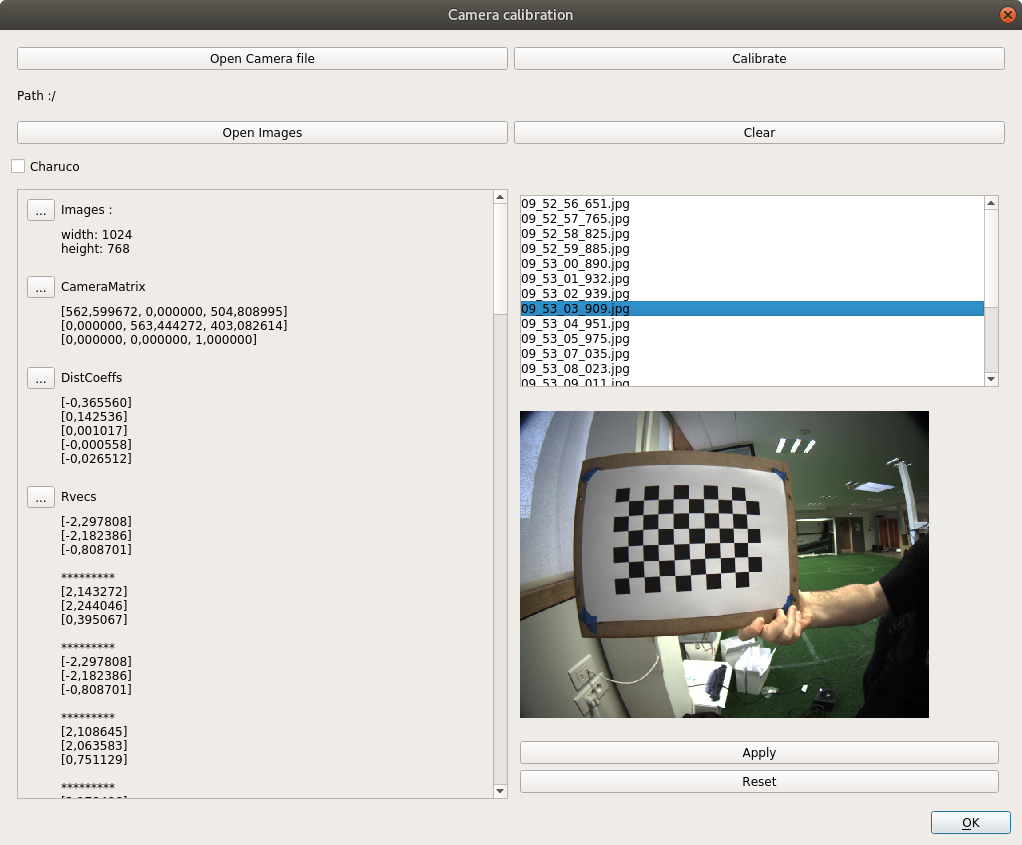 Camera calibration
Open Camera file
Calibrate
Path :/
Open Images
Clear
Charuco
... Images :
width: 1024
height: 768
... CameraMatrix
[562,599672, 0,000000, 504,808995]
[0,000000, 563,444272, 403,082614]
[0,000000, 0,000000, 1,000000]
... DistCoeffs
[-0,365560]
[0,142536]
[0,001017]
[-0,000558]
[-0,026512]
... Rvecs
[-2,297808]
[-2,182386]
[-0,808701]
*********
[2,143272]
[2,244046]
[0,395067]
*********
[-2,297808]
[-2,182386]
[-0,808701]
*********
[2,108645]
[2,063583]
[0,751129]
*********
09_52_56_651.jpg
09_52_57_765.jpg
09_52_58_825.jpg
09_52_59_885.jpg
09_53_00_890.jpg
09_53_01_932.jpg
09_53_02_939.jpg
09_53_03_909.jpg
09_53_04_951.jpg
09_53_05_975.jpg
09_53_07_035.jpg
09_53_08_023.jpg
09_53_09_011.jpg
Apply
Reset
OK